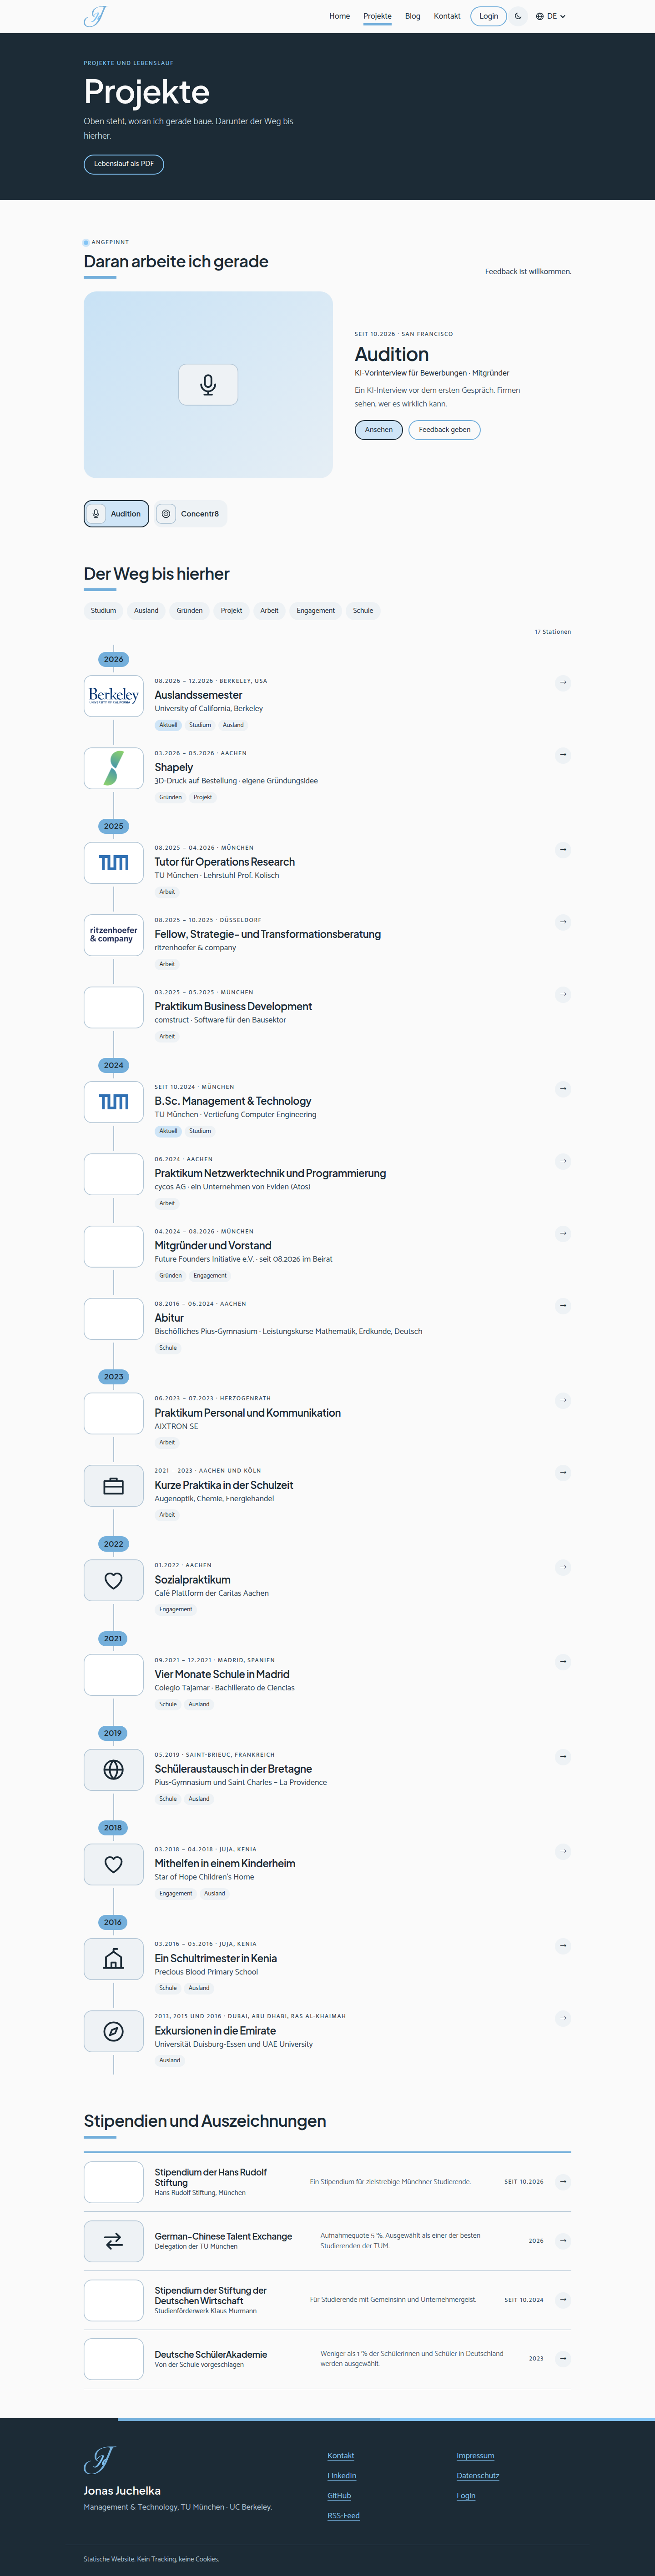 Home Projekte Blog Kontakt Login DE
PROJEKTE UND LEBENSLAUF
Projekte
Oben steht, woran ich gerade baue. Darunter der Weg bis
hierher.
Lebenslauf als PDF
ANGEPINNT
Daran arbeite ich gerade
Feedback ist willkommen.
SEIT 10.2026 · SAN FRANCISCO
Audition
KI-Vorinterview für Bewerbungen · Mitgründer
Ein KI-Interview vor dem ersten Gespräch. Firmen
sehen, wer es wirklich kann.
Ansehen Feedback geben
Audition Concentr8
Der Weg bis hierher
Studium Ausland Gründen Projekt Arbeit Engagement Schule
17 Stationen
2026
Berkeley
UNIVERSITY OF CALIFORNIA
08.2026 – 12.2026 · BERKELEY, USA
Auslandssemester
University of California, Berkeley
Aktuell Studium Ausland
03.2026 – 05.2026 · AACHEN
Shapely
3D-Druck auf Bestellung · eigene Gründungsidee
Gründen Projekt
2025
TUM
08.2025 – 04.2026 · MÜNCHEN
Tutor für Operations Research
TU München · Lehrstuhl Prof. Kolisch
Arbeit
ritzenhoefer
& company
08.2025 – 10.2025 · DÜSSELDORF
Fellow, Strategie- und Transformationsberatung
ritzenhoefer & company
Arbeit
03.2025 – 05.2025 · MÜNCHEN
Praktikum Business Development
comstruct · Software für den Bausektor
Arbeit
2024
TUM
SEIT 10.2024 · MÜNCHEN
B.Sc. Management & Technology
TU München · Vertiefung Computer Engineering
Aktuell Studium
06.2024 · AACHEN
Praktikum Netzwerktechnik und Programmierung
cycos AG · ein Unternehmen von Eviden (Atos)
Arbeit
04.2024 – 08.2026 · MÜNCHEN
Mitgründer und Vorstand
Future Founders Initiative e.V. · seit 08.2026 im Beirat
Gründen Engagement
08.2016 – 06.2024 · AACHEN
Abitur
Bischöfliches Pius-Gymnasium · Leistungskurse Mathematik, Erdkunde, Deutsch
Schule
2023
06.2023 – 07.2023 · HERZOGENRATH
Praktikum Personal und Kommunikation
AIXTRON SE
Arbeit
2021 – 2023 · AACHEN UND KÖLN
Kurze Praktika in der Schulzeit
Augenoptik, Chemie, Energiehandel
Arbeit
2022
01.2022 · AACHEN
Sozialpraktikum
Café Plattform der Caritas Aachen
Engagement
2021
09.2021 – 12.2021 · MADRID, SPANIEN
Vier Monate Schule in Madrid
Colegio Tajamar · Bachillerato de Ciencias
Schule Ausland
2019
05.2019 · SAINT-BRIEUC, FRANKREICH
Schüleraustausch in der Bretagne
Pius-Gymnasium und Saint Charles – La Providence
Schule Ausland
2018
03.2018 – 04.2018 · JUJA, KENIA
Mithelfen in einem Kinderheim
Star of Hope Children's Home
Engagement Ausland
2016
03.2016 – 05.2016 · JUJA, KENIA
Ein Schultrimester in Kenia
Precious Blood Primary School
Schule Ausland
2013, 2015 UND 2016 · DUBAI, ABU DHABI, RAS AL-KHAIMAH
Exkursionen in die Emirate
Universität Duisburg-Essen und UAE University
Ausland
Stipendien und Auszeichnungen
Stipendium der Hans Rudolf
Stiftung
Hans Rudolf Stiftung, München
Ein Stipendium für zielstrebige Münchner Studierende.
SEIT 10.2026
German-Chinese Talent Exchange
Delegation der TU München
Aufnahmequote 5 %. Ausgewählt als einer der besten
Studierenden der TUM.
2026
Stipendium der Stiftung der
Deutschen Wirtschaft
Studienförderwerk Klaus Murmann
Für Studierende mit Gemeinsinn und Unternehmergeist.
SEIT 10.2024
Deutsche SchülerAkademie
Von der Schule vorgeschlagen
Weniger als 1 % der Schülerinnen und Schüler in Deutschland
werden ausgewählt.
2023
Jonas Juchelka
Management & Technology, TU München · UC Berkeley.
Kontakt
LinkedIn
GitHub
RSS-Feed
Impressum
Datenschutz
Login
Statische Website. Kein Tracking, keine Cookies.